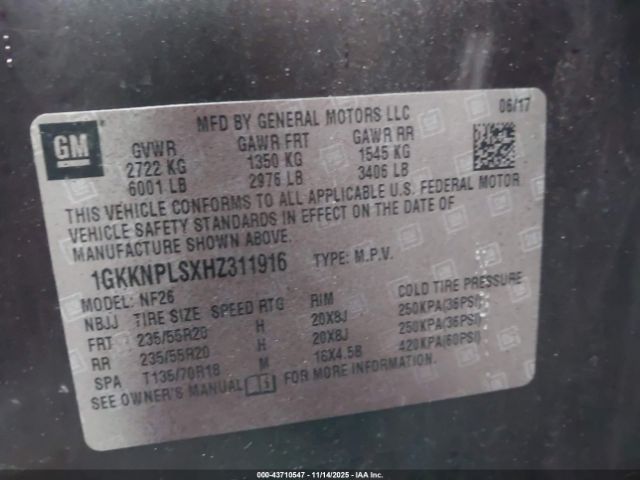 GM
MFD BY GENERAL MOTORS LLC 06/17
GVWR GAWR FRT GAWR RR
2722 KG 1350 KG 1545 KG
6001 LB 2976 LB 3406 LB
THIS VEHICLE CONFORMS TO ALL APPLICABLE U.S. FEDERAL MOTOR
VEHICLE SAFETY STANDARDS IN EFFECT ON THE DATE OF
MANUFACTURE SHOWN ABOVE.
1GKKNPLSXHZ311916 TYPE: M.P.V.
MODEL: NF26
NBJJ TIRE SIZE SPEED RTG RIM COLD TIRE PRESSURE
FRT 235/55R20 H 20X8J 250KPA(36PSI)
RR 235/55R20 H 20X8J 250KPA(36PSI)
SPA T135/70R18 M 18X4.5B 420KPA(60PSI)
SEE OWNER'S MANUAL FOR MORE INFORMATION.
000-43710547 11/14/2025 IAAI.com